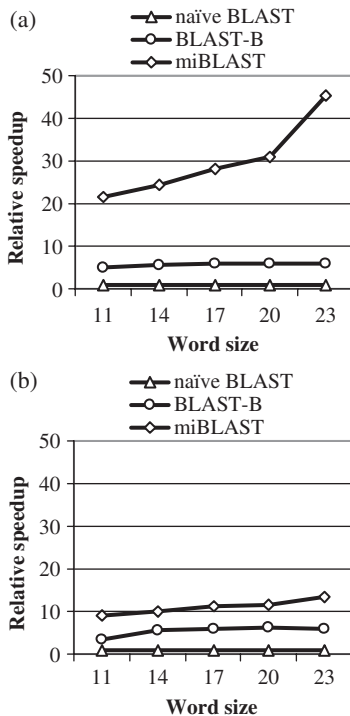 (a)
naïve BLAST
BLAST-B
miBLAST
Relative speedup
50
40
30
20
10
0
11 14 17 20 23
Word size
(b)
naïve BLAST
BLAST-B
miBLAST
Relative speedup
50
40
30
20
10
0
11 14 17 20 23
Word size